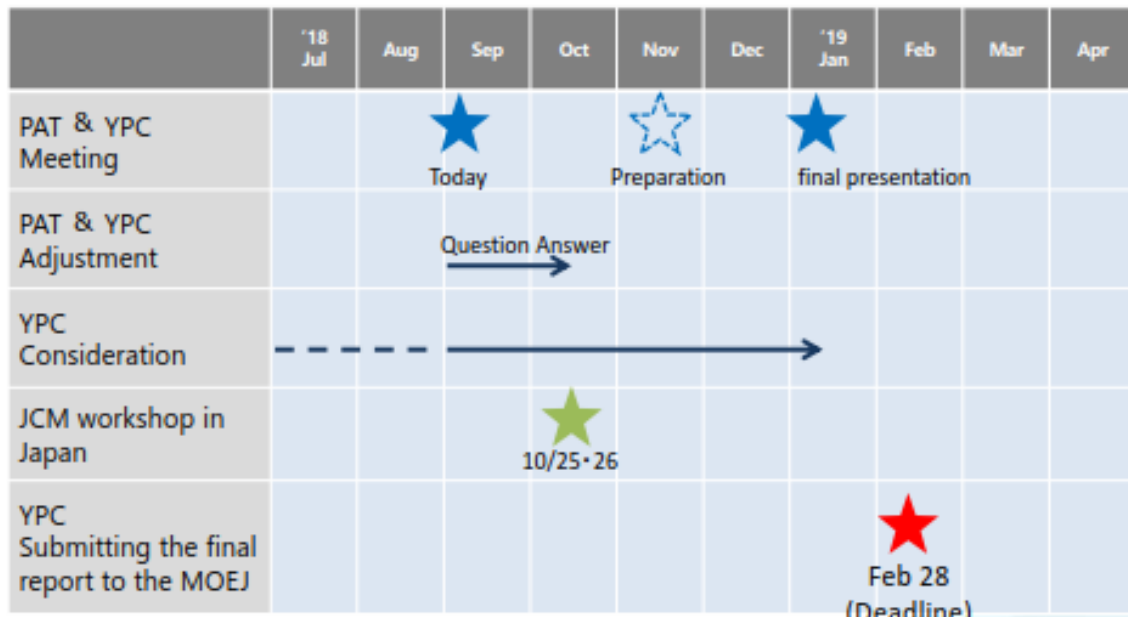 ´18
Jul
Aug
Sep
Oct
Nov
Dec
´19
Jan
Feb
Mar
Apr
PAT & YPC
Meeting
Today
Preparation
final presentation
PAT & YPC
Adjustment
Question Answer
YPC
Consideration
JCM workshop in
Japan
10/25・26
YPC
Submitting the final
report to the MOEJ
Feb 28
(Deadline)